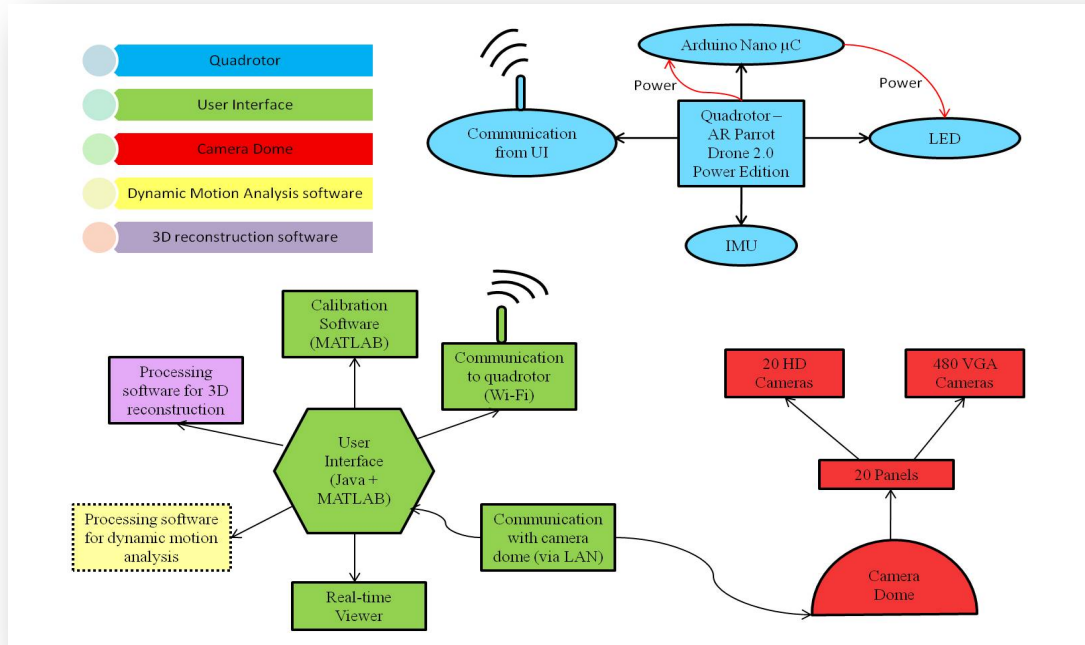 Quadrotor
User Interface
Camera Dome
Dynamic Motion Analysis software
3D reconstruction software
Arduino Nano µC
Power
Power
Communication
from UI
Quadrotor –
AR Parrot
Drone 2.0
Power Edition
LED
IMU
Calibration
Software
(MATLAB)
Communication
to quadrotor
(Wi-Fi)
Processing
software for 3D
reconstruction
User
Interface
(Java +
MATLAB)
Processing software
for dynamic motion
analysis
Real-time
Viewer
Communication
with camera
dome (via LAN)
20 HD
Cameras
480 VGA
Cameras
20 Panels
Camera
Dome